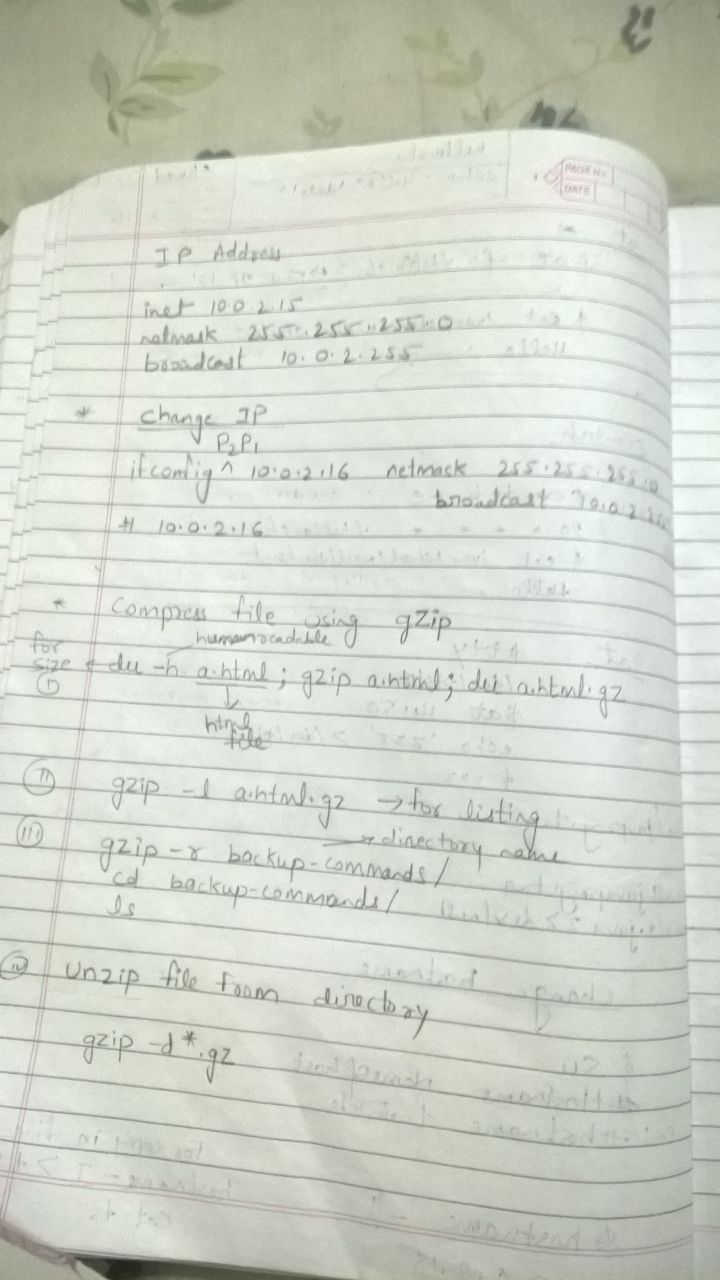 PAGE NO.
DATE
IP Address
inet 10.0.2.15
netmask 255.255.255.0
broadcast 10.0.2.255
* Change IP
P2P1
ifconfig ^ 10.0.2.16 netmask 255.255.255.0
broadcast 10.0.2.255
# 10.0.2.16
* Compress file using gzip
humanreadable
for
size # du -h a.html ; gzip a.html; du a.html.gz
(i)
↓
html
file
(ii) gzip -l a.html.gz → for listing
→ directory name
(iii) gzip -r backup-commands/
cd backup-commands/
ls
(iv) unzip file from directory
gzip -d *.gz